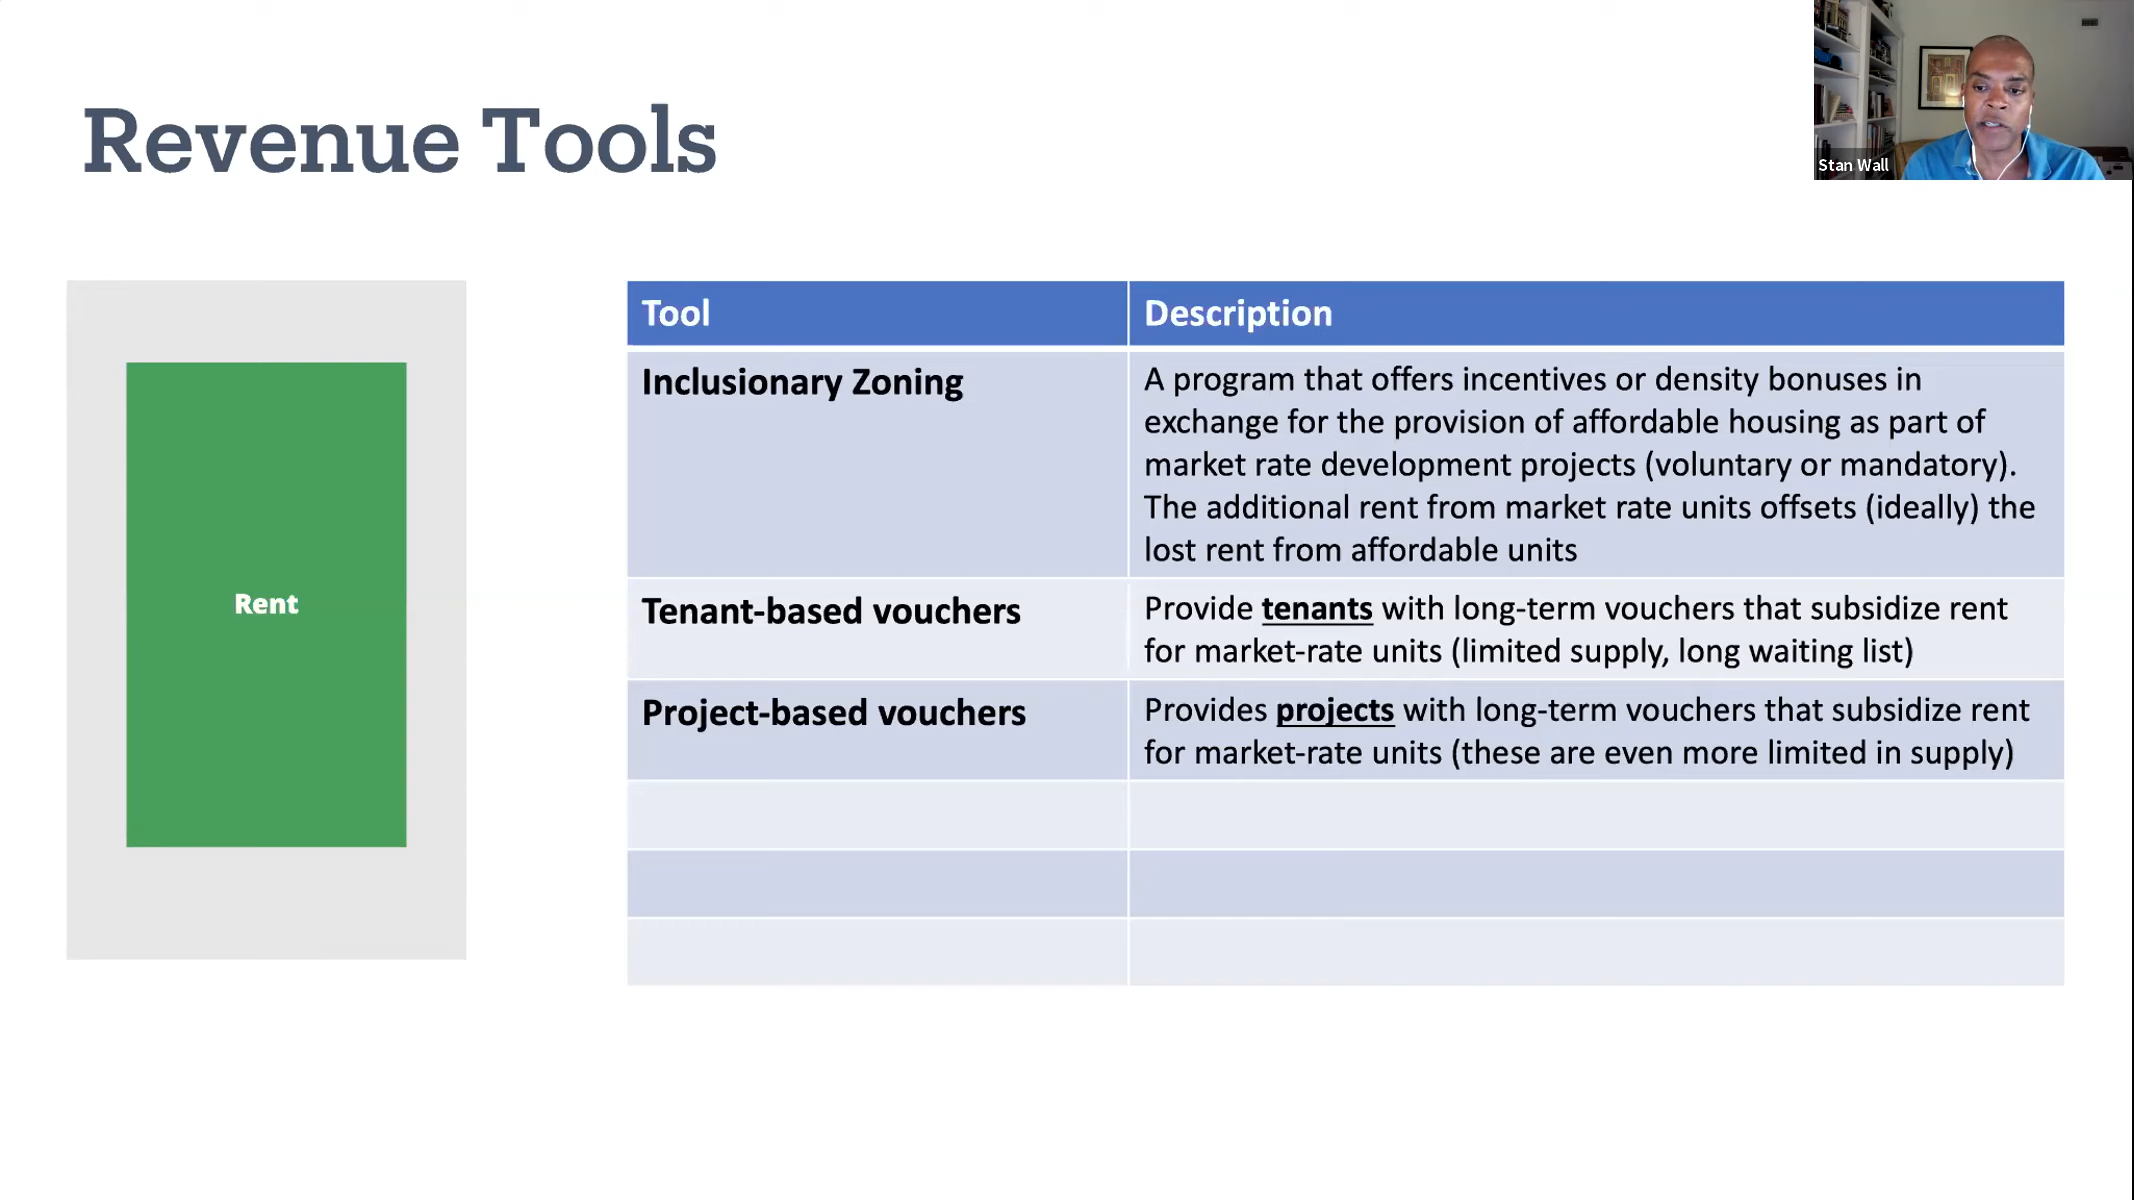 Revenue Tools
Stan Wall
Rent
Tool
Description
Inclusionary Zoning
A program that offers incentives or density bonuses in
exchange for the provision of affordable housing as part of
market rate development projects (voluntary or mandatory).
The additional rent from market rate units offsets (ideally) the
lost rent from affordable units
Tenant-based vouchers
Provide tenants with long-term vouchers that subsidize rent
for market-rate units (limited supply, long waiting list)
Project-based vouchers
Provides projects with long-term vouchers that subsidize rent
for market-rate units (these are even more limited in supply)